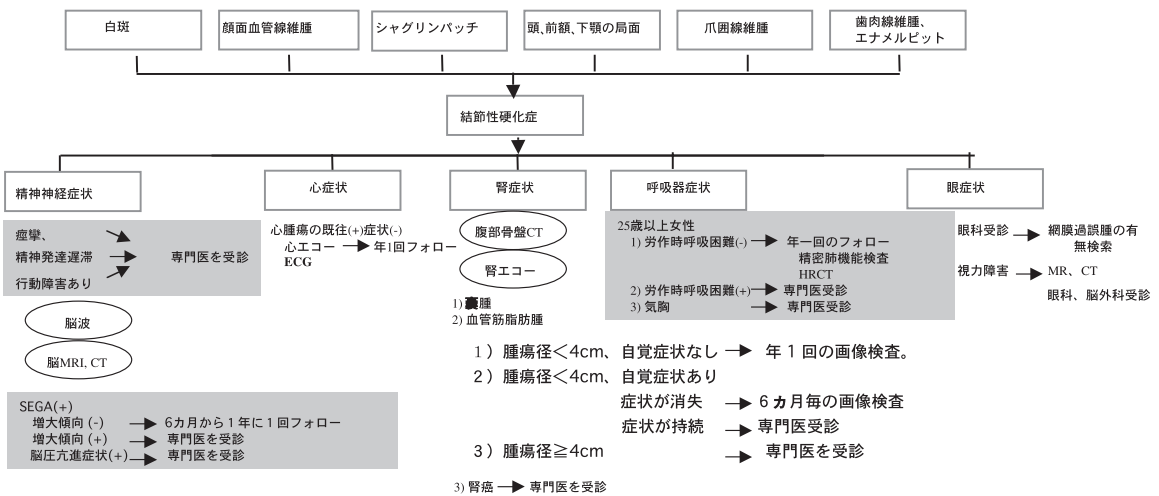 白斑
顔面血管線維腫
シャグリンパッチ
頭、前額、下顎の局面
爪囲線維腫
歯肉線維腫、
エナメルピット
結節性硬化症
精神神経症状
心症状
腎症状
呼吸器症状
眼症状
痙攣、
精神発達遅滞
行動障害あり
専門医を受診
脳波
脳MRI, CT
SEGA(+)
増大傾向 (-) 6カ月から1年に1回フォロー
増大傾向 (+) 専門医を受診
脳圧亢進症状(+) 専門医を受診
心腫瘍の既往(+)症状(-)
心エコー 年1回フォロー
ECG
腹部骨盤CT
腎エコー
1) 嚢腫
2) 血管筋脂肪腫
1）腫瘍径＜4cm、自覚症状なし 年1回の画像検査。
2）腫瘍径＜4cm、自覚症状あり
症状が消失 6カ月毎の画像検査
症状が持続 専門医受診
3）腫瘍径≧4cm 専門医を受診
3) 腎癌 専門医を受診
25歳以上女性
1) 労作時呼吸困難(-) 年一回のフォロー
精密肺機能検査
HRCT
2) 労作時呼吸困難(+) 専門医受診
3) 気胸 専門医受診
眼科受診 網膜過誤腫の有
無検索
視力障害 MR、CT
眼科、脳外科受診